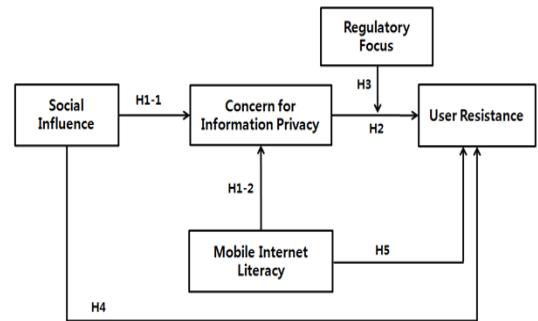 Regulatory
Focus
H3
Social
Influence
H1-1
Concern for
Information Privacy
H2
User Resistance
H1-2
Mobile Internet
Literacy
H5
H4